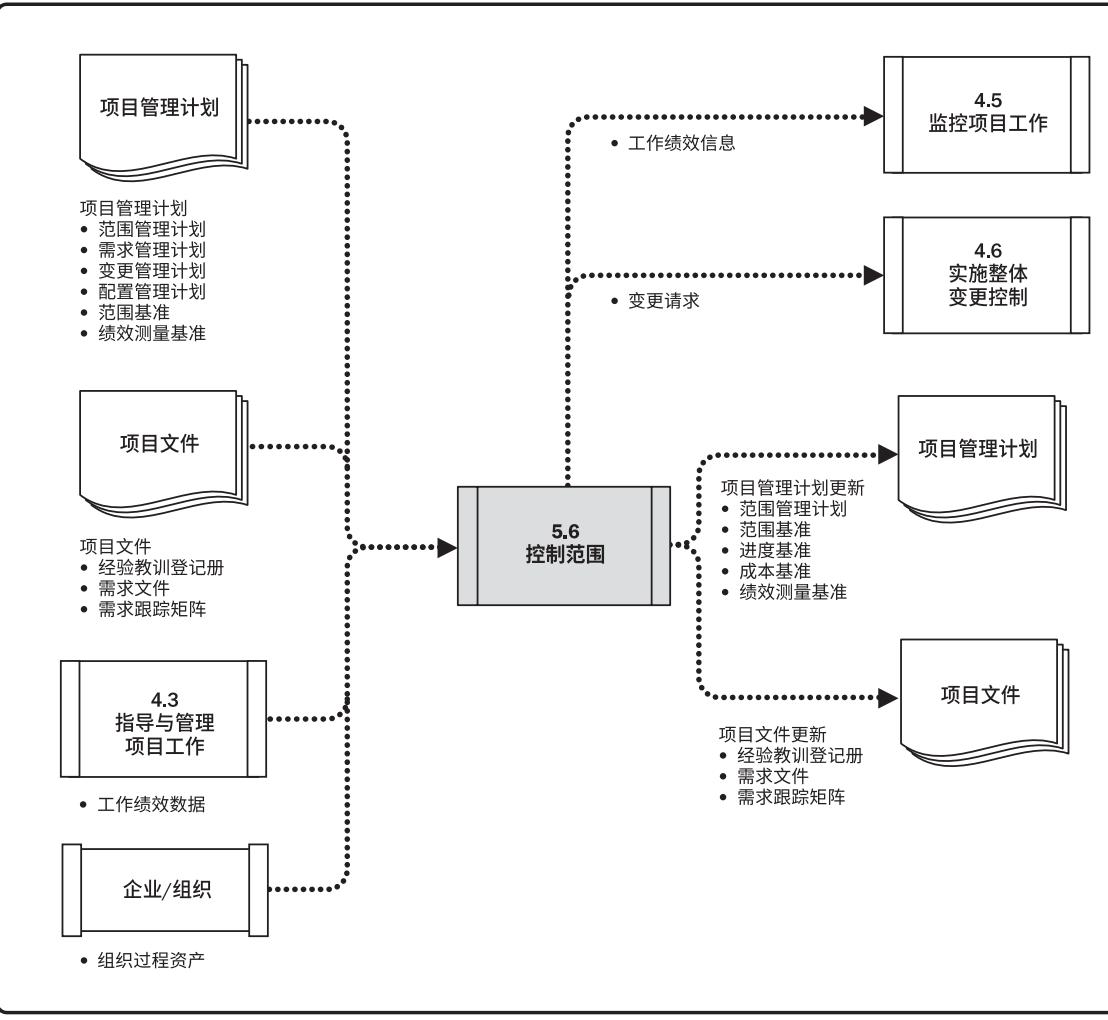 项目管理计划
项目管理计划
• 范围管理计划
• 需求管理计划
• 变更管理计划
• 配置管理计划
• 范围基准
• 绩效测量基准
项目文件
项目文件
• 经验教训登记册
• 需求文件
• 需求跟踪矩阵
4.3
指导与管理
项目工作
• 工作绩效数据
企业/组织
• 组织过程资产
5.6
控制范围
4.5
监控项目工作
• 工作绩效信息
4.6
实施整体
变更控制
• 变更请求
项目管理计划
项目管理计划更新
• 范围管理计划
• 范围基准
• 进度基准
• 成本基准
• 绩效测量基准
项目文件
项目文件更新
• 经验教训登记册
• 需求文件
• 需求跟踪矩阵